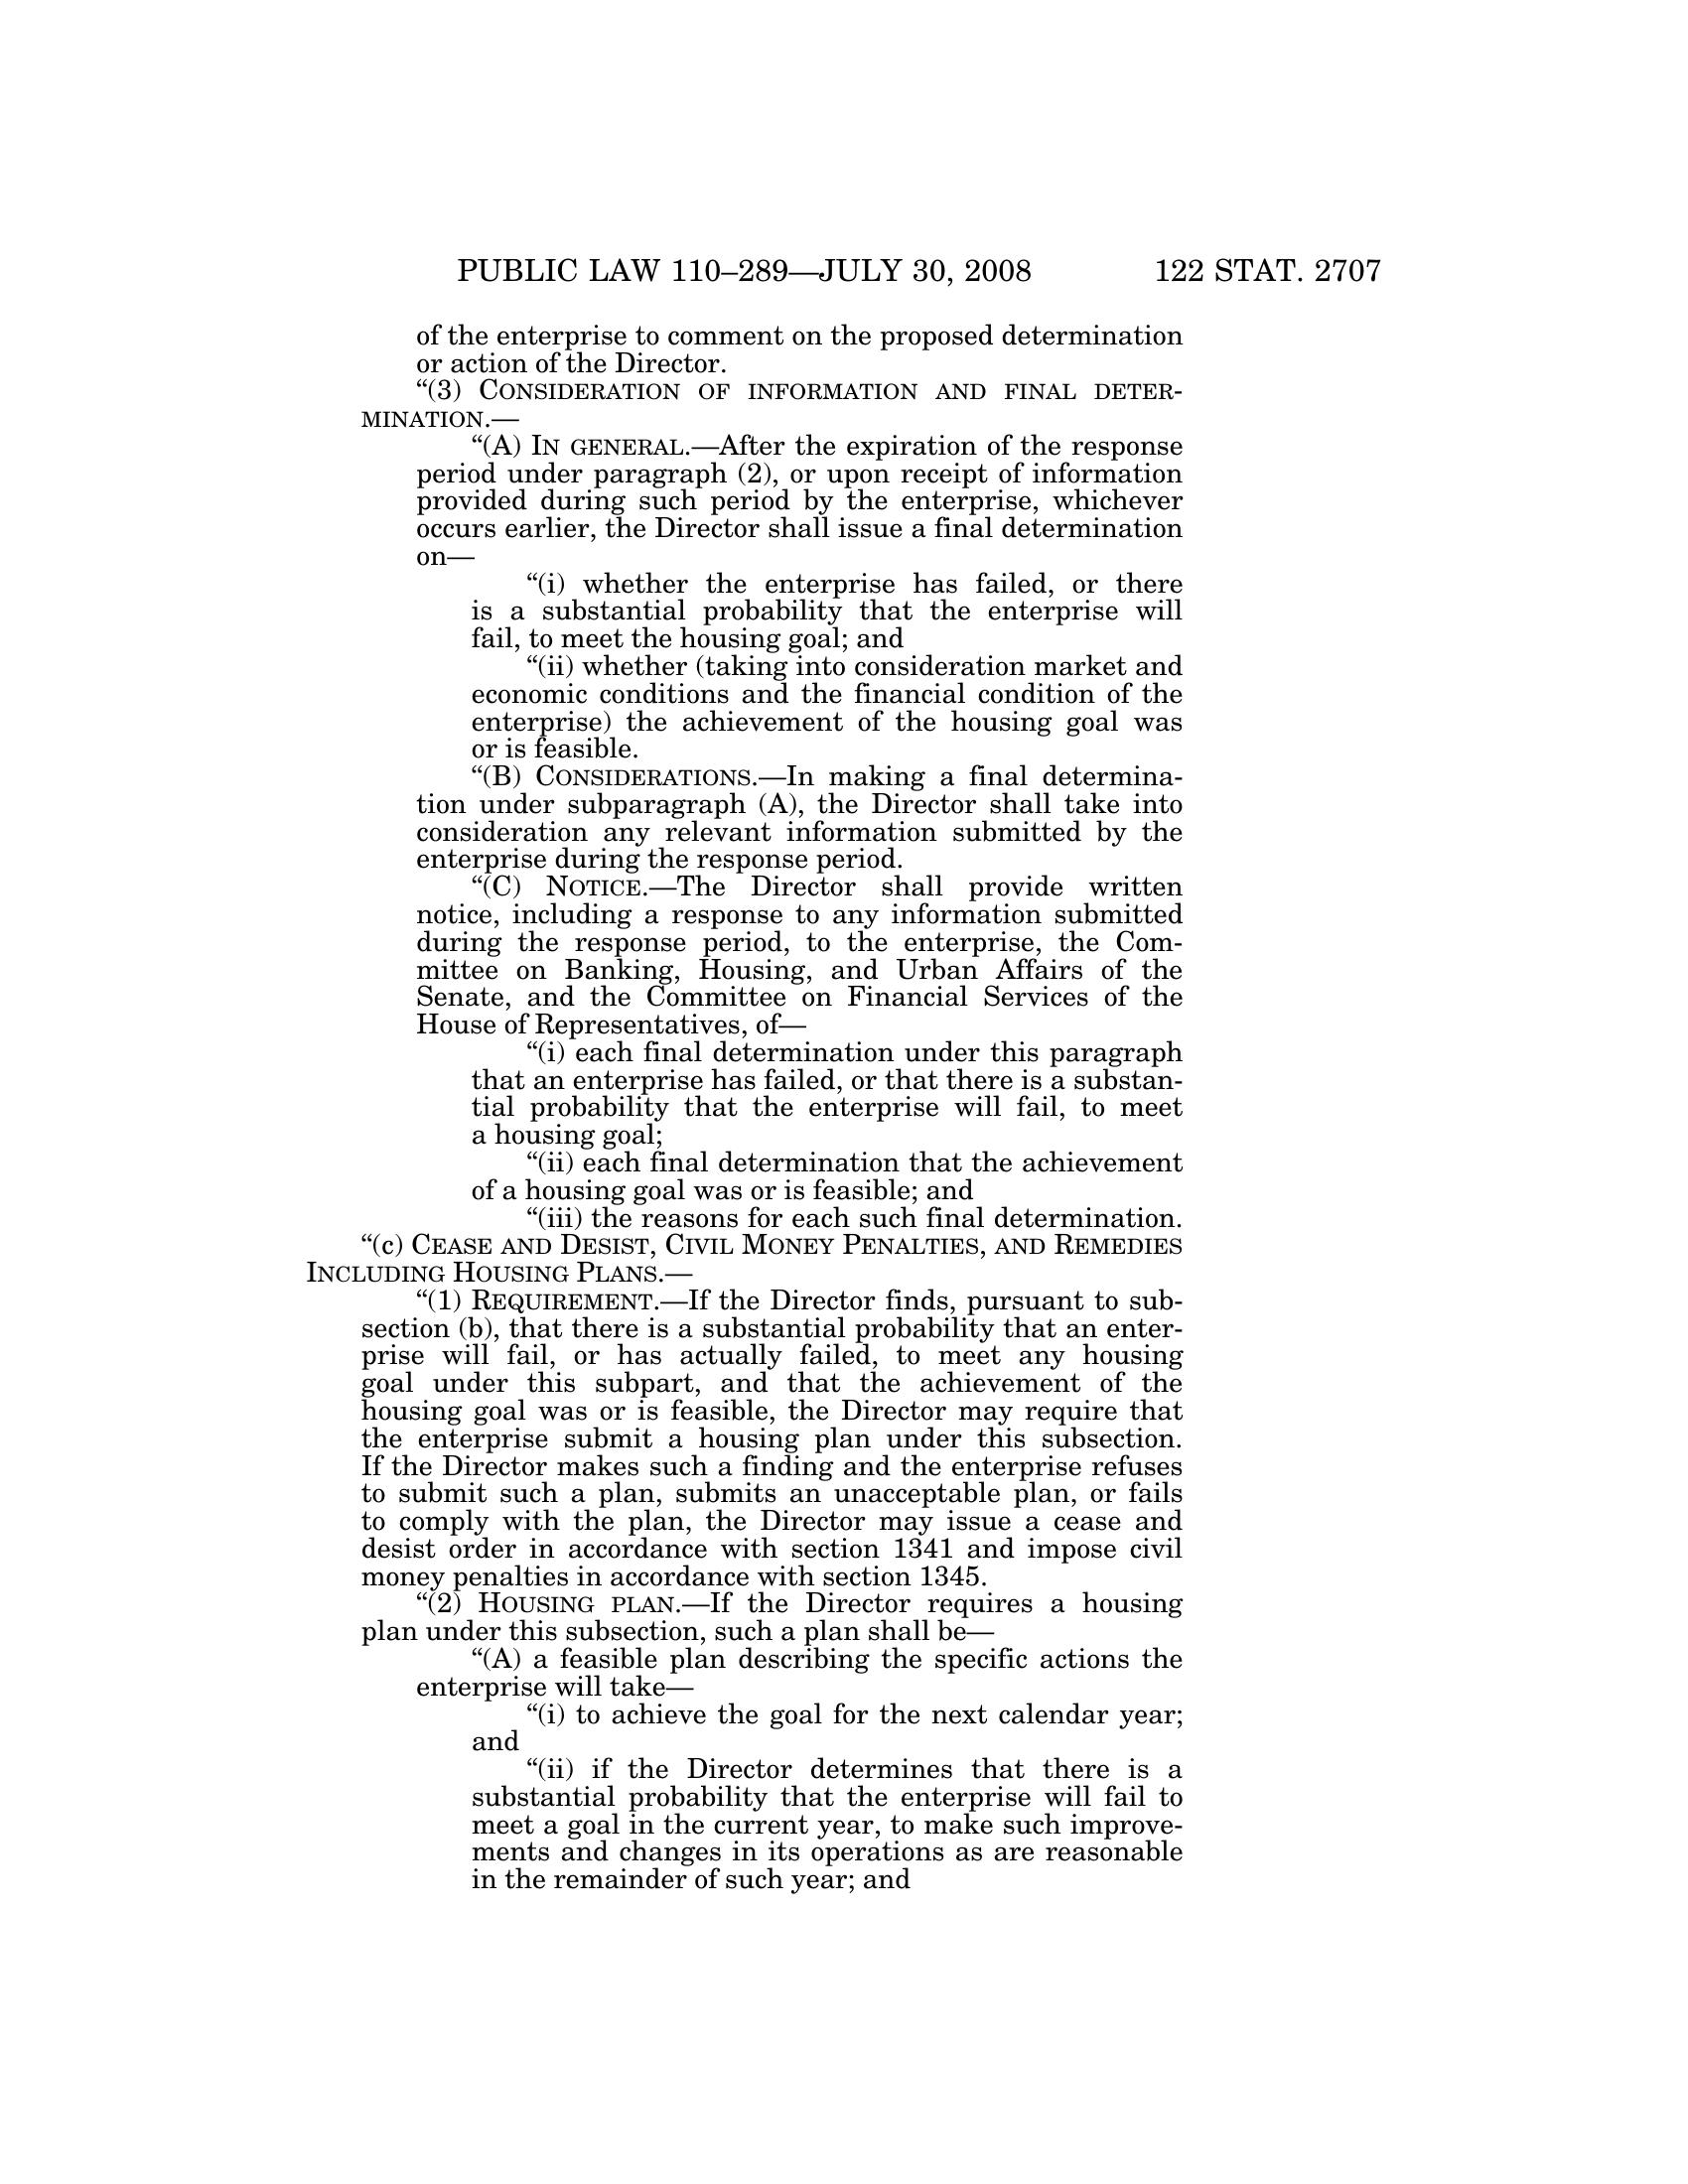 PUBLIC LAW 110–289—JULY 30, 2008 122 STAT. 2707
of the enterprise to comment on the proposed determination
or action of the Director.
“(3) CONSIDERATION OF INFORMATION AND FINAL DETER-
MINATION.—
“(A) IN GENERAL.—After the expiration of the response
period under paragraph (2), or upon receipt of information
provided during such period by the enterprise, whichever
occurs earlier, the Director shall issue a final determination
on—
“(i) whether the enterprise has failed, or there
is a substantial probability that the enterprise will
fail, to meet the housing goal; and
“(ii) whether (taking into consideration market and
economic conditions and the financial condition of the
enterprise) the achievement of the housing goal was
or is feasible.
“(B) CONSIDERATIONS.—In making a final determina-
tion under subparagraph (A), the Director shall take into
consideration any relevant information submitted by the
enterprise during the response period.
“(C) NOTICE.—The Director shall provide written
notice, including a response to any information submitted
during the response period, to the enterprise, the Com-
mittee on Banking, Housing, and Urban Affairs of the
Senate, and the Committee on Financial Services of the
House of Representatives, of—
“(i) each final determination under this paragraph
that an enterprise has failed, or that there is a substan-
tial probability that the enterprise will fail, to meet
a housing goal;
“(ii) each final determination that the achievement
of a housing goal was or is feasible; and
“(iii) the reasons for each such final determination.
“(c) CEASE AND DESIST, CIVIL MONEY PENALTIES, AND REMEDIES
INCLUDING HOUSING PLANS.—
“(1) REQUIREMENT.—If the Director finds, pursuant to sub-
section (b), that there is a substantial probability that an enter-
prise will fail, or has actually failed, to meet any housing
goal under this subpart, and that the achievement of the
housing goal was or is feasible, the Director may require that
the enterprise submit a housing plan under this subsection.
If the Director makes such a finding and the enterprise refuses
to submit such a plan, submits an unacceptable plan, or fails
to comply with the plan, the Director may issue a cease and
desist order in accordance with section 1341 and impose civil
money penalties in accordance with section 1345.
“(2) HOUSING PLAN.—If the Director requires a housing
plan under this subsection, such a plan shall be—
“(A) a feasible plan describing the specific actions the
enterprise will take—
“(i) to achieve the goal for the next calendar year;
and
“(ii) if the Director determines that there is a
substantial probability that the enterprise will fail to
meet a goal in the current year, to make such improve-
ments and changes in its operations as are reasonable
in the remainder of such year; and